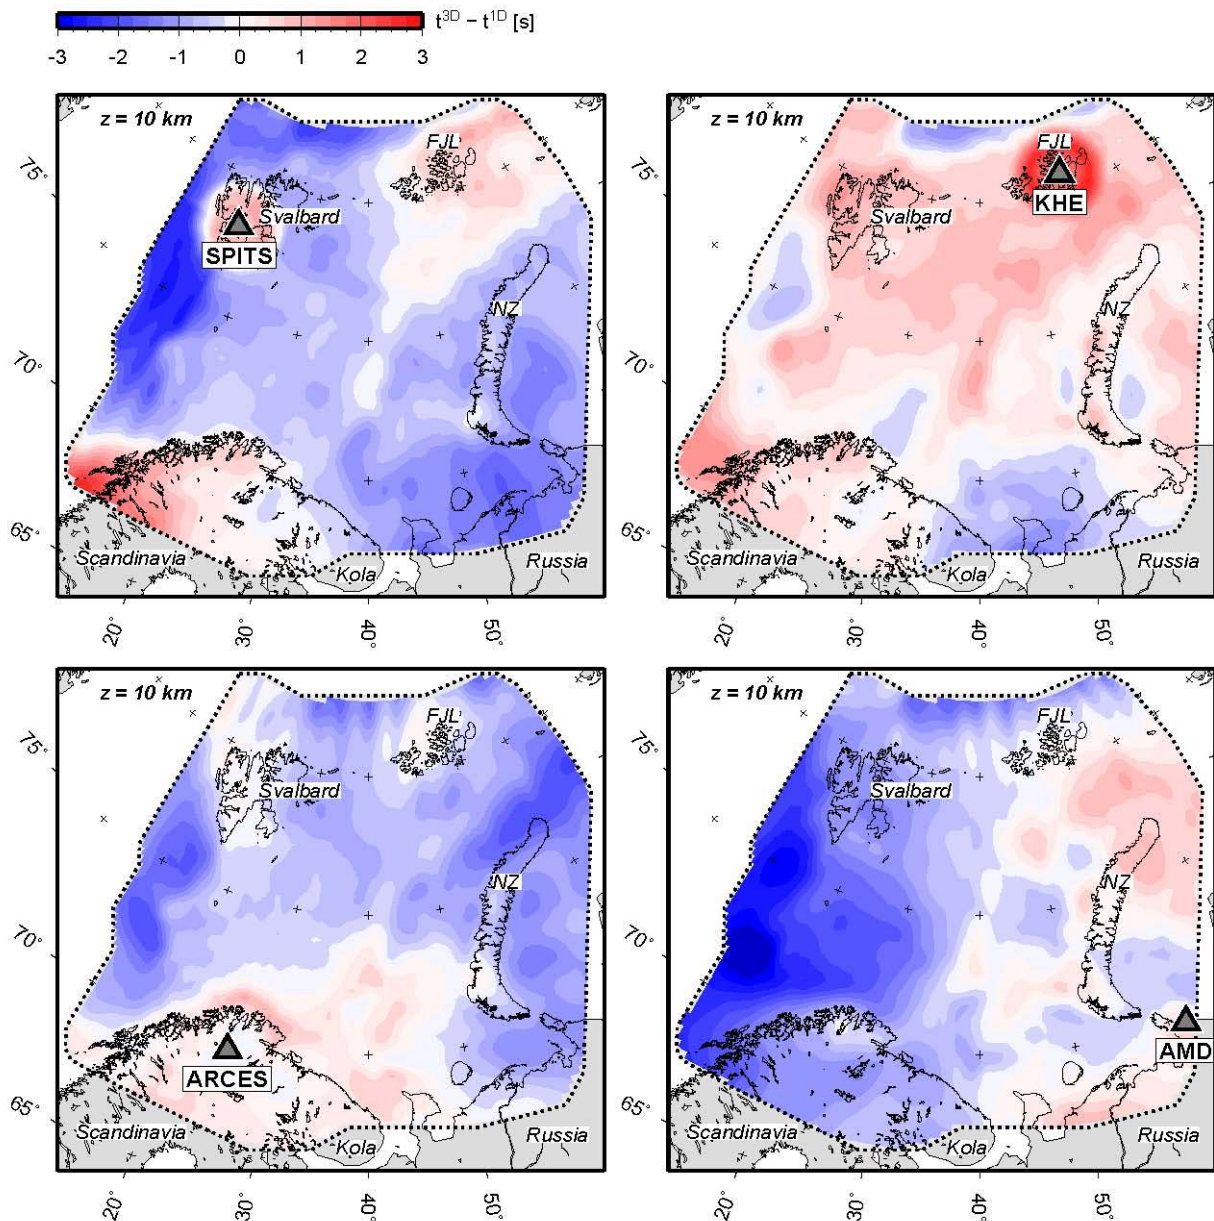 t3D – t1D [s]
-3 -2 -1 0 1 2 3
z = 10 km
FJL
75°
Svalbard
SPITS
NZ
70°
65°
Scandinavia
Kola
Russia
20° 30° 40° 50°
z = 10 km
FJL
75°
Svalbard
KHE
NZ
70°
65°
Scandinavia
Kola
Russia
20° 30° 40° 50°
z = 10 km
FJL
75°
Svalbard
NZ
70°
ARCES
65°
Scandinavia
Kola
Russia
20° 30° 40° 50°
z = 10 km
FJL
75°
Svalbard
NZ
70°
AMD
65°
Scandinavia
Kola
Russia
20° 30° 40° 50°